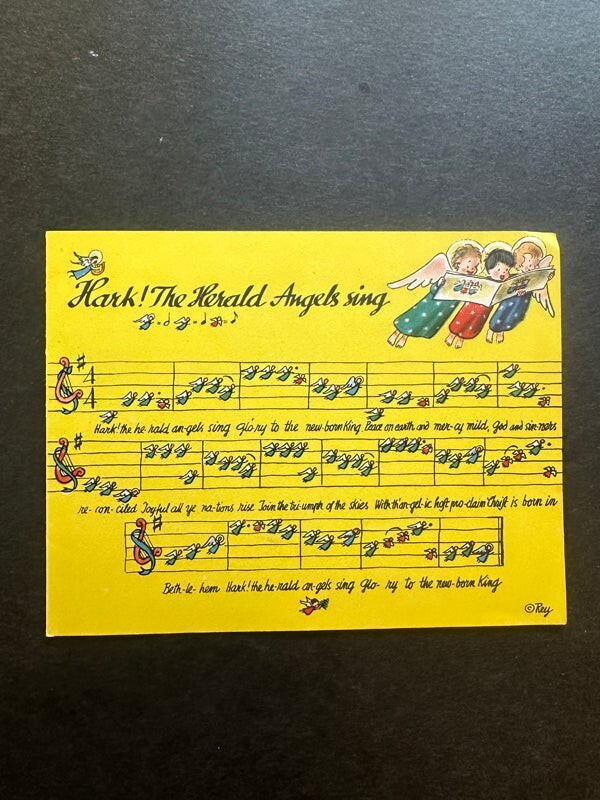 Hark! The Herald Angels sing
4
4
Hark! the he-rald an-gels sing Glo-ry to the new-born King. Peace on earth and mer-cy mild, God and sin-ners
re-con-ciled Joyful all ye na-tions rise Join the tri-umph of the skies With th'an-gel-ic host pro-claim Christ is born in
Beth-le-hem Hark! the he-rald an-gels sing Glo-ry to the new-born King
© Rey